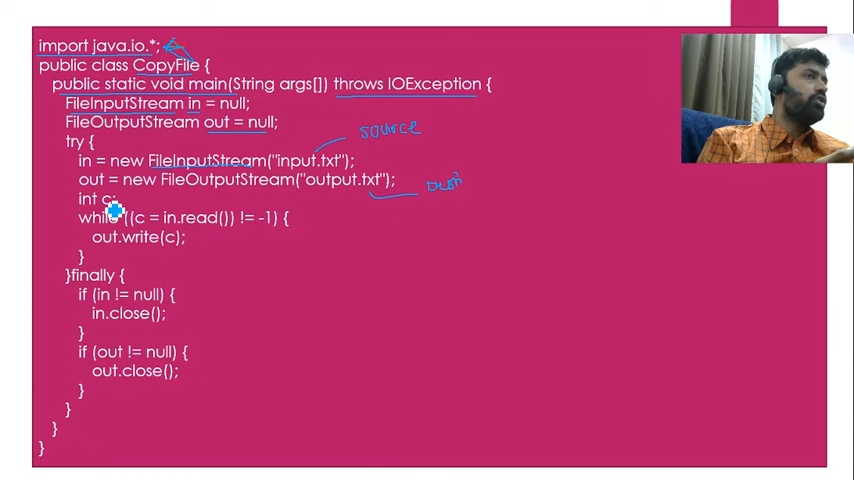 import java.io.*;
public class CopyFile {
public static void main(String args[]) throws IOException {
FileInputStream in = null;
FileOutputStream out = null;
try {
source
in = new FileInputStream("input.txt");
out = new FileOutputStream("output.txt");
int c;
while ((c = in.read()) != -1) {
out.write(c);
}
}finally {
if (in != null) {
in.close();
}
if (out != null) {
out.close();
}
}
}
}